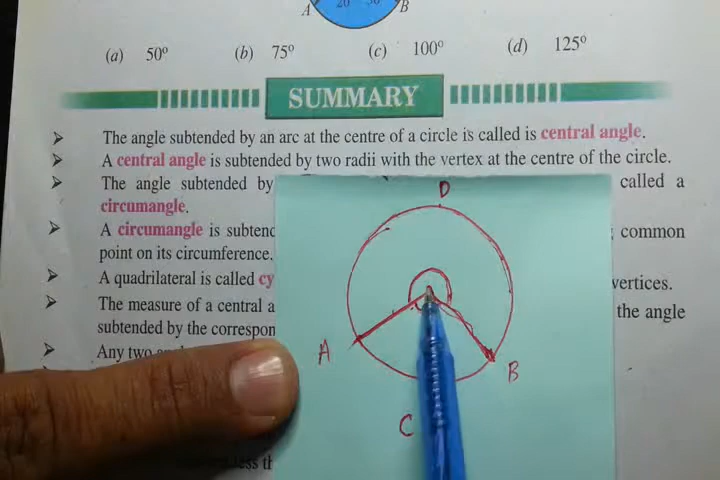 A 20 30 B
(a) 50° (b) 75° (c) 100° (d) 125°
SUMMARY
➤ The angle subtended by an arc at the centre of a circle is called is central angle.
➤ A central angle is subtended by two radii with the vertex at the centre of the circle.
➤ The angle subtended by called a
circumangle.
➤ A circumangle is subtend common
point on its circumference.
➤ A quadrilateral is called cy vertices.
➤ The measure of a central a the angle
subtended by the correspon
➤ Any two
D
A
B
C